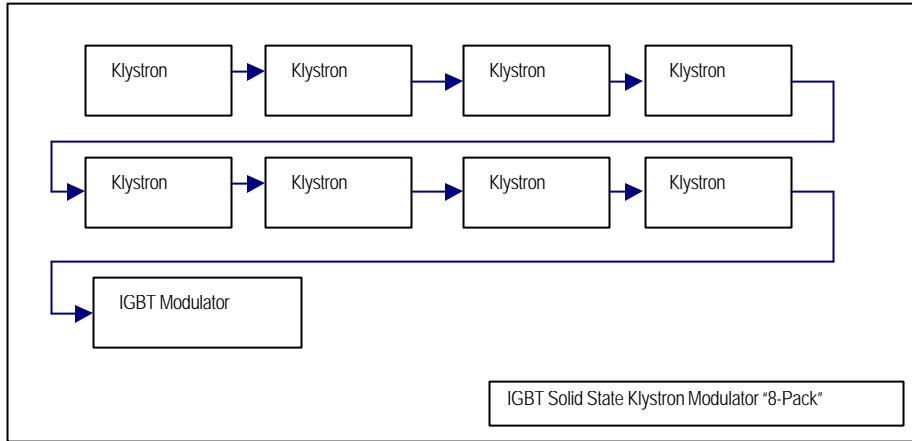 Klystron
Klystron
Klystron
Klystron
Klystron
Klystron
Klystron
Klystron
IGBT Modulator
IGBT Solid State Klystron Modulator “8-Pack”